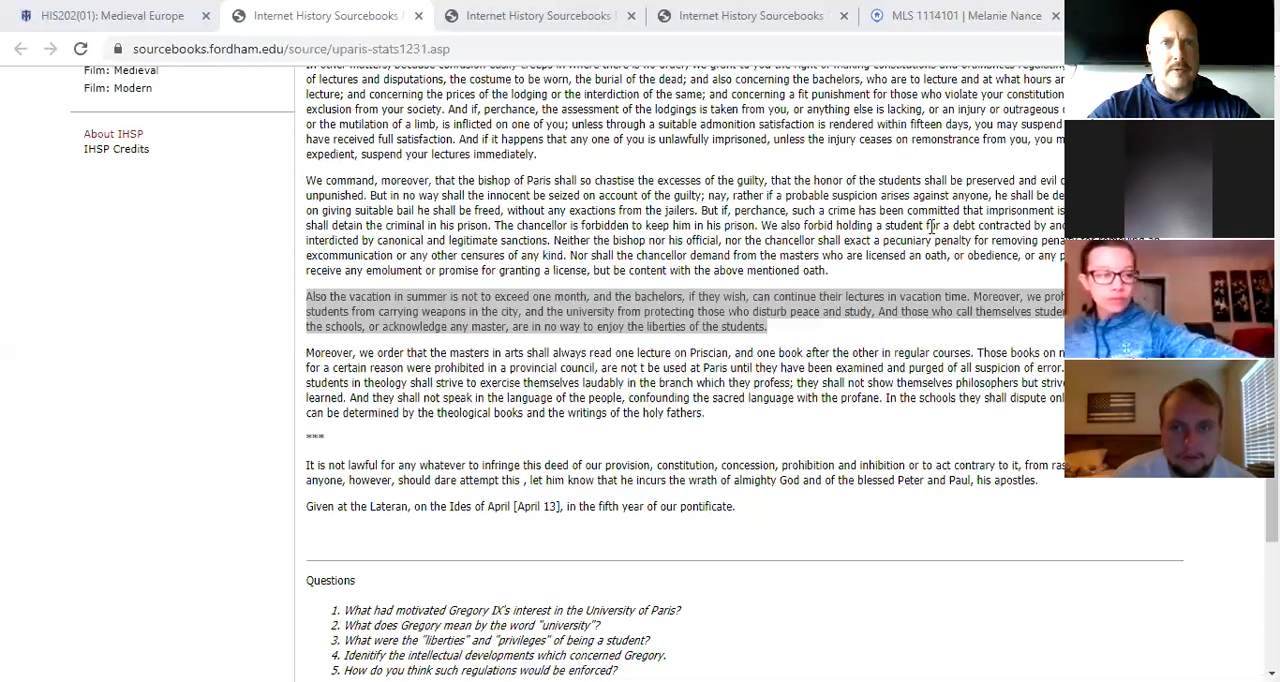 HIS202(01): Medieval Europe
Internet History Sourcebooks
Internet History Sourcebooks
Internet History Sourcebooks
MLS 1114101 | Melanie Nance
sourcebooks.fordham.edu/source/uparis-stats1231.asp
Film: Medieval
Film: Modern
About IHSP
IHSP Credits
of lectures and disputations, the costume to be worn, the burial of the dead; and also concerning the bachelors, who are to lecture and at what hours an
lecture; and concerning the prices of the lodging or the interdiction of the same; and concerning a fit punishment for those who violate your constitution
exclusion from your society. And if, perchance, the assessment of the lodgings is taken from you, or anything else is lacking, or an injury or outrageous
or the mutilation of a limb, is inflicted on one of you; unless through a suitable admonition satisfaction is rendered within fifteen days, you may suspend
have received full satisfaction. And if it happens that any one of you is unlawfully imprisoned, unless the injury ceases on remonstrance from you, you m
expedient, suspend your lectures immediately.
We command, moreover, that the bishop of Paris shall so chastise the excesses of the guilty, that the honor of the students shall be preserved and evil
unpunished. But in no way shall the innocent be seized on account of the guilty; nay, rather if a probable suspicion arises against anyone, he shall be de
on giving suitable bail he shall be freed, without any exactions from the jailers. But if, perchance, such a crime has been committed that imprisonment is
shall detain the criminal in his prison. The chancellor is forbidden to keep him in his prison. We also forbid holding a student for a debt contracted by an
interdicted by canonical and legitimate sanctions. Neither the bishop nor his official, nor the chancellor shall exact a pecuniary penalty for removing
excommunication or any other censures of any kind. Nor shall the chancellor demand from the masters who are licensed an oath, or obedience, or any p
receive any emolument or promise for granting a license, but be content with the above mentioned oath.
Also the vacation in summer is not to exceed one month, and the bachelors, if they wish, can continue their lectures in vacation time. Moreover, we proh
students from carrying weapons in the city, and the university from protecting those who disturb peace and study, And those who call themselves stude
the schools, or acknowledge any master, are in no way to enjoy the liberties of the students.
Moreover, we order that the masters in arts shall always read one lecture on Priscian, and one book after the other in regular courses. Those books on n
for a certain reason were prohibited in a provincial council, are not t be used at Paris until they have been examined and purged of all suspicion of error.
students in theology shall strive to exercise themselves laudably in the branch which they profess; they shall not show themselves philosophers but striv
learned. And they shall not speak in the language of the people, confounding the sacred language with the profane. In the schools they shall dispute onl
can be determined by the theological books and the writings of the holy fathers.
***
It is not lawful for any whatever to infringe this deed of our provision, constitution, concession, prohibition and inhibition or to act contrary to it, from ras
anyone, however, should dare attempt this , let him know that he incurs the wrath of almighty God and of the blessed Peter and Paul, his apostles.
Given at the Lateran, on the Ides of April [April 13], in the fifth year of our pontificate.
Questions
1. What had motivated Gregory IX's interest in the University of Paris?
2. What does Gregory mean by the word "university"?
3. What were the "liberties" and "privileges" of being a student?
4. Idenitify the intellectual developments which concerned Gregory.
5. How do you think such regulations would be enforced?